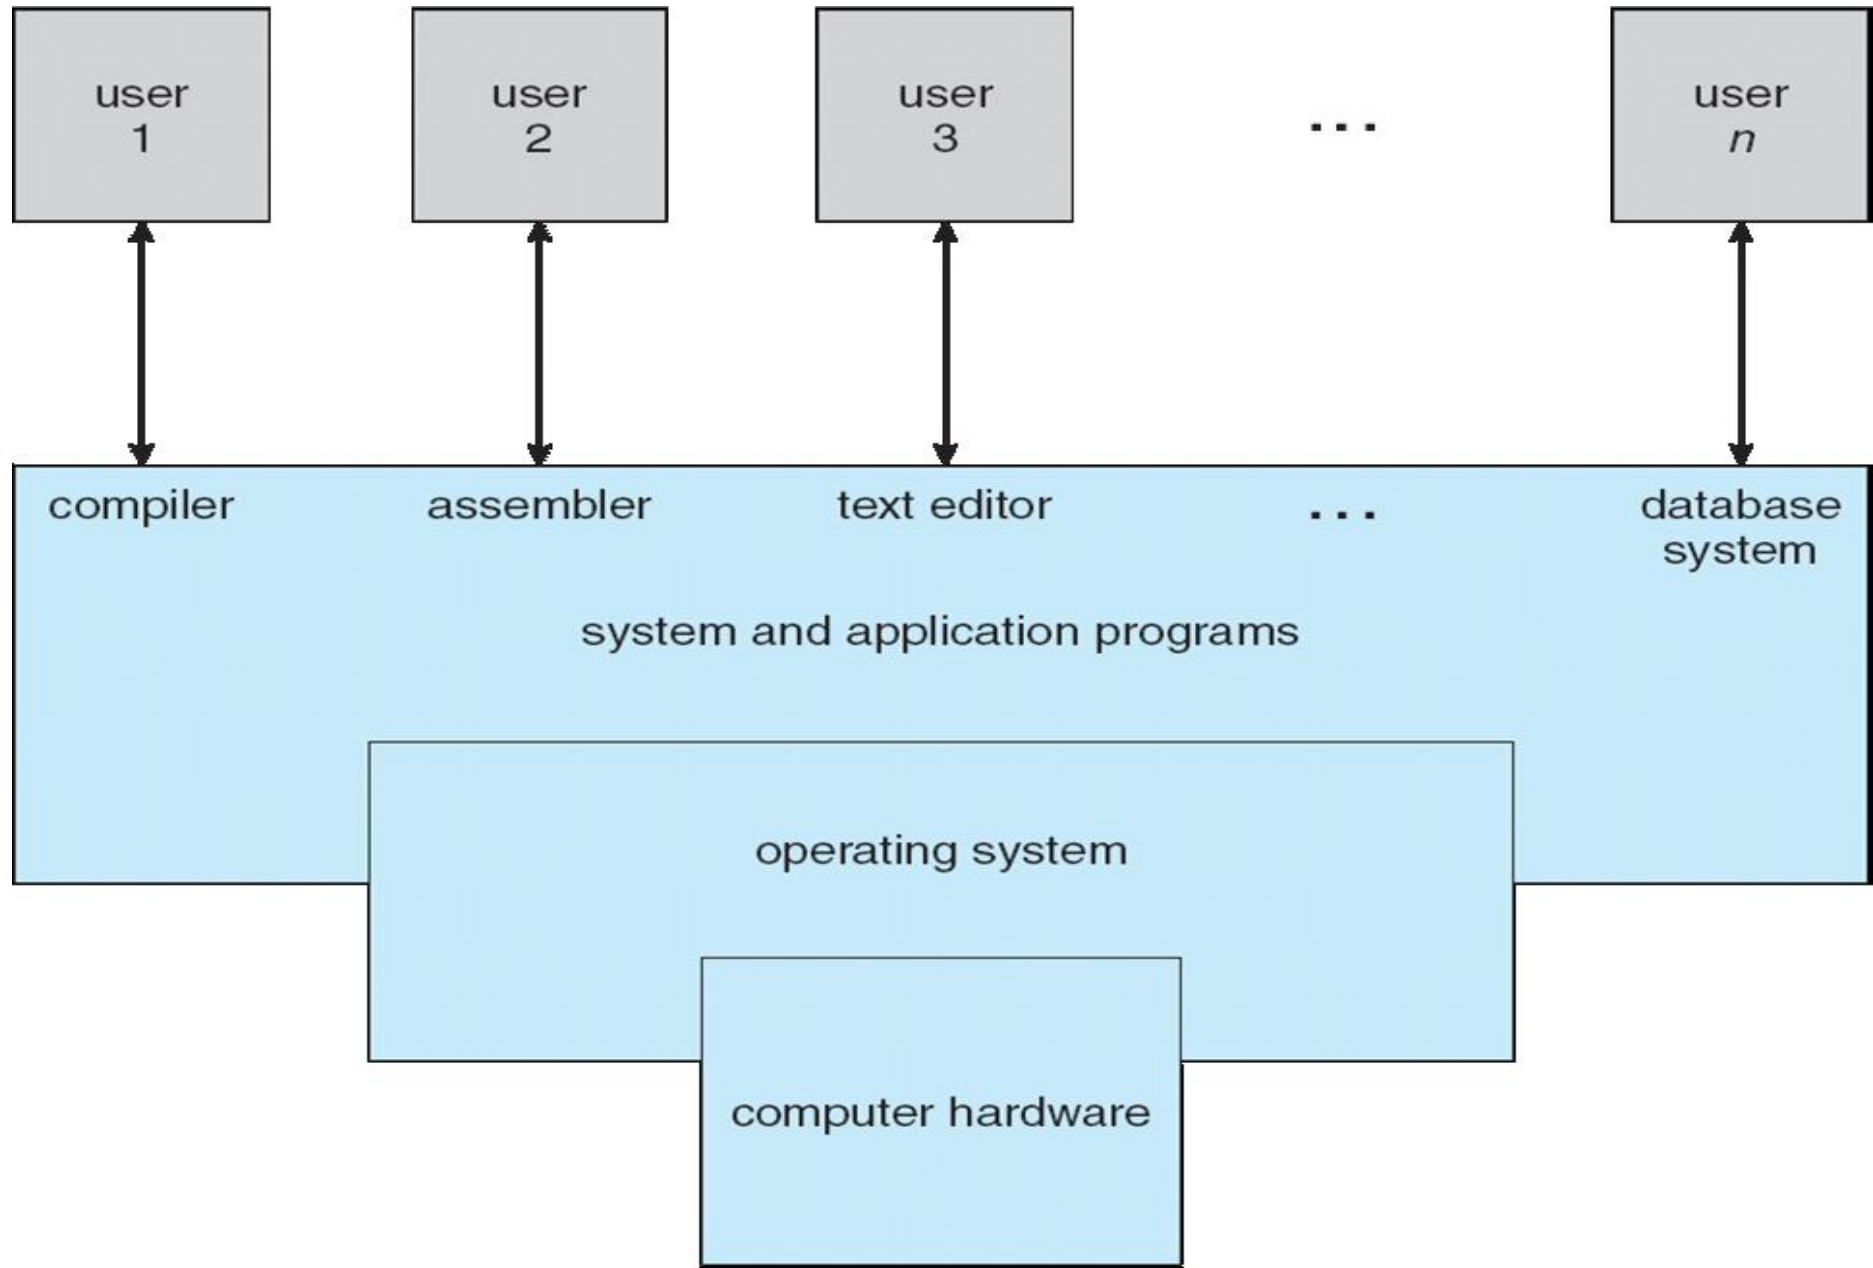 user
1
user
2
user
3
...
user
n
compiler
assembler
text editor
...
database
system
system and application programs
operating system
computer hardware